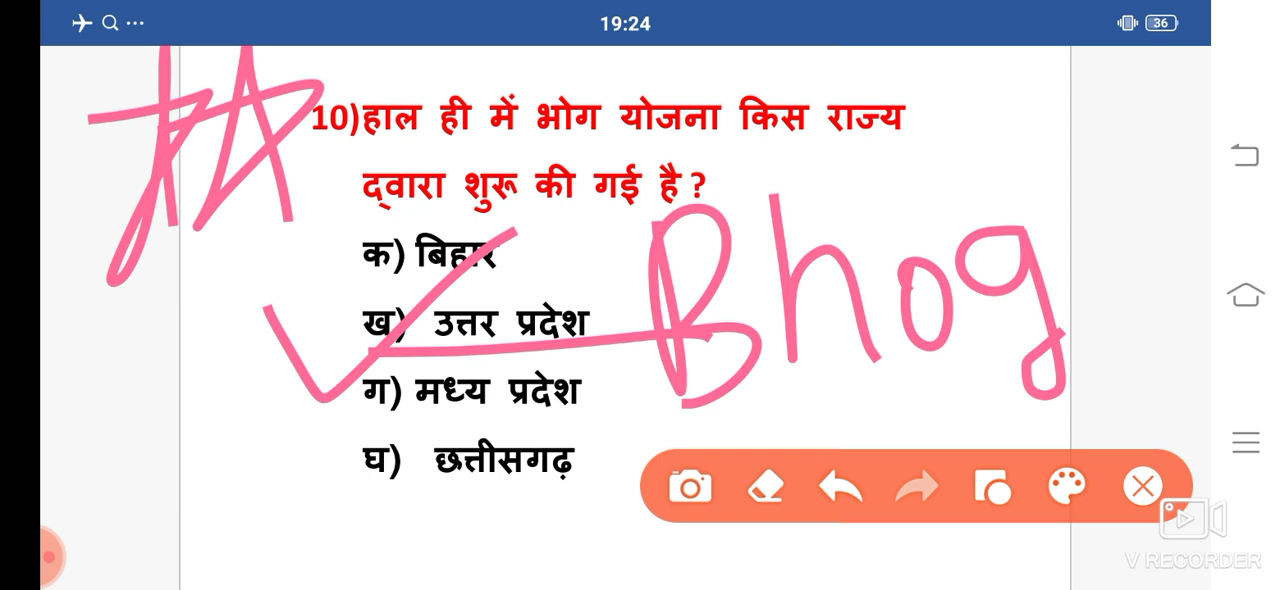 19:24
36
10)हाल ही में भोग योजना किस राज्य
द्वारा शुरू की गई है ?
क) बिहार
ख) उत्तर प्रदेश
Bhog
ग) मध्य प्रदेश
घ) छत्तीसगढ़
V RECORDER